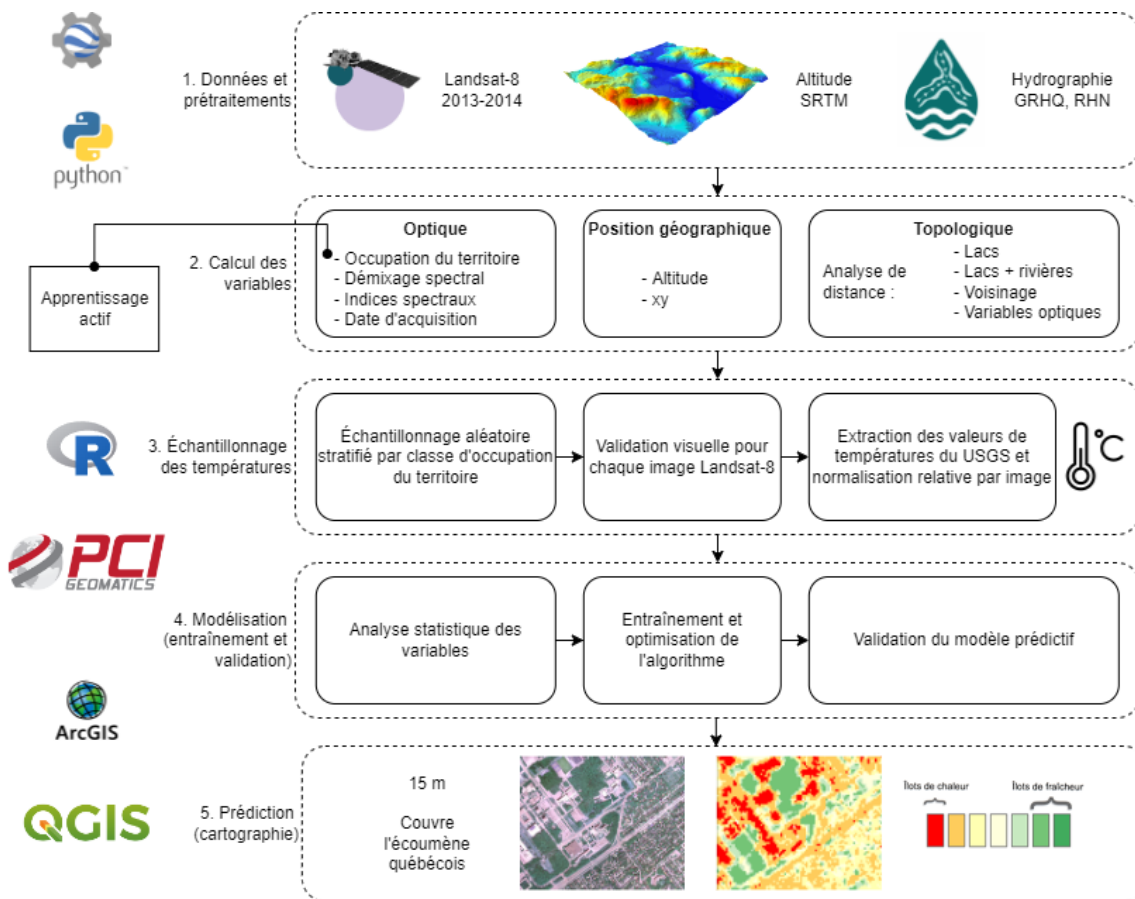 1. Données et
prétraitements
Landsat-8
2013-2014
Altitude
SRTM
Hydrographie
GRHQ, RHN
python™
2. Calcul des
variables
Apprentissage
actif
Optique
- Occupation du territoire
- Démixage spectral
- Indices spectraux
- Date d'acquisition
Position géographique
- Altitude
- xy
Topologique
Analyse de
distance :
- Lacs
- Lacs + rivières
- Voisinage
- Variables optiques
R
3. Échantillonnage
des températures
Échantillonnage aléatoire
stratifié par classe d'occupation
du territoire
Validation visuelle pour
chaque image Landsat-8
Extraction des valeurs de
températures du USGS et
normalisation relative par image
°C
PCI
GEOMATICS
4. Modélisation
(entraînement et
validation)
Analyse statistique des
variables
Entraînement et
optimisation de
l'algorithme
Validation du modèle prédictif
ArcGIS
QGIS
5. Prédiction
(cartographie)
15 m
Couvre
l'écoumène
québécois
Îlots de chaleur
Îlots de fraîcheur